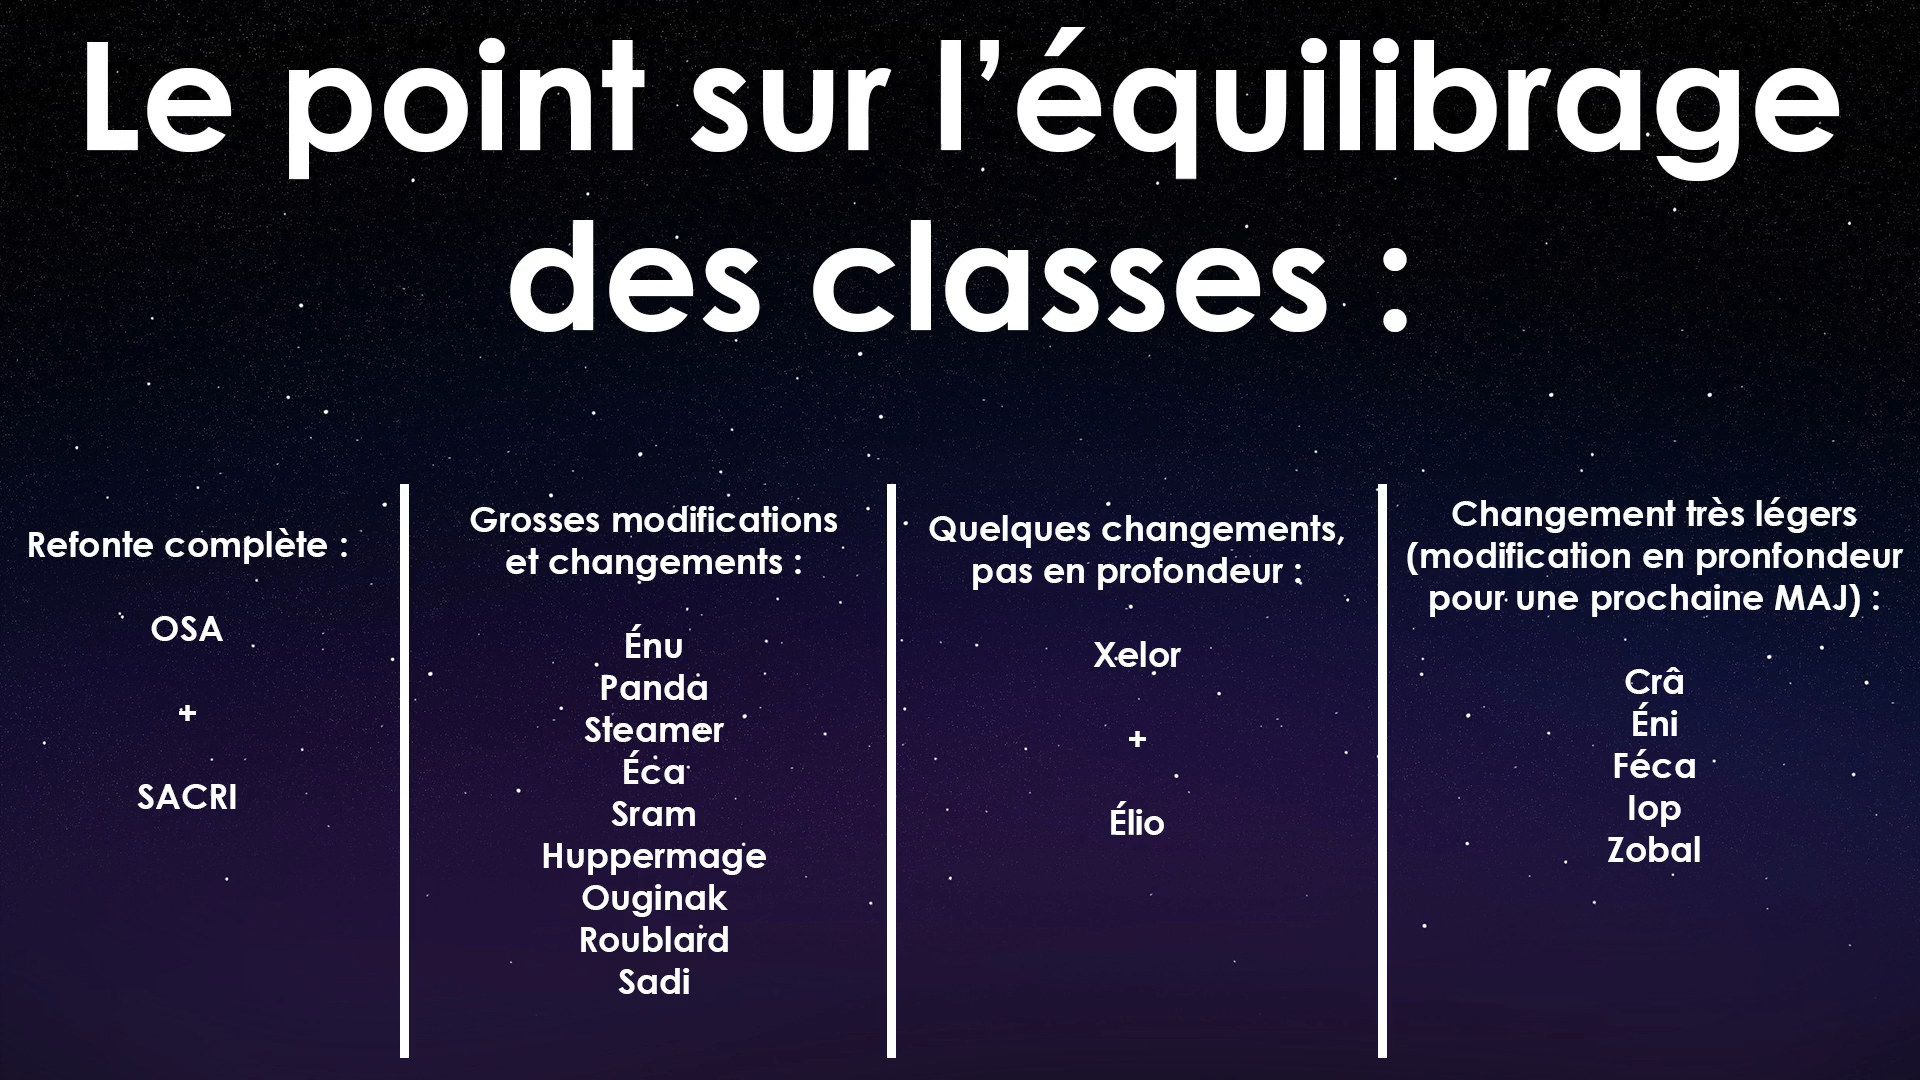 Le point sur l’équilibrage
des classes :
Refonte complète :
OSA
+
SACRI
Grosses modifications
et changements :
Énu
Panda
Steamer
Éca
Sram
Huppermage
Ouginak
Roublard
Sadi
Quelques changements,
pas en profondeur :
Xelor
+
Élio
Changement très légers
(modification en pronfondeur
pour une prochaine MAJ) :
Crâ
Éni
Féca
Iop
Zobal